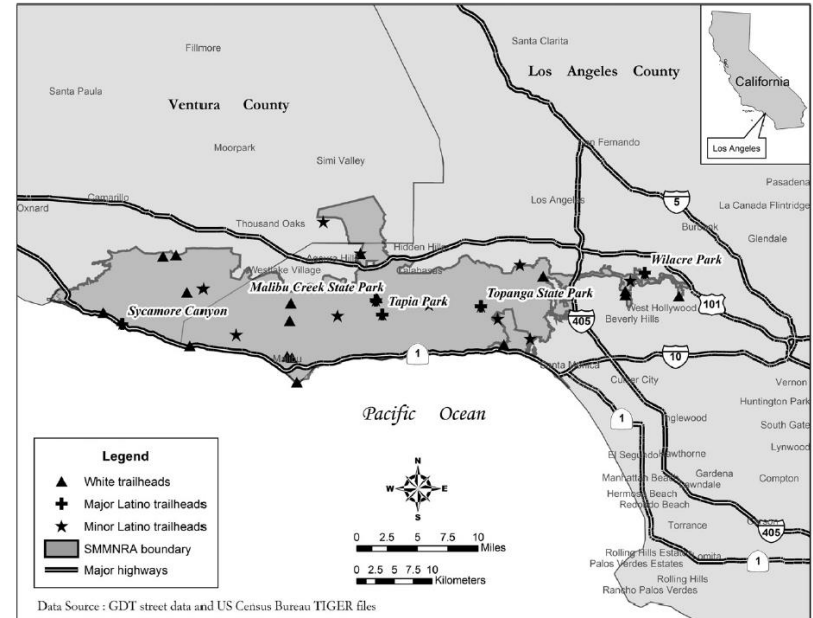 Santa Clarita
Fillmore
Los Angeles County
California
Santa Paula
Ventura County
Los Angeles
Moorpark
San Fernando
Simi Valley
Pasadena
Camarillo
Los Angeles
5
La Canada Flintridge
Oxnard
Thousand Oaks
Burbank
Glendale
Hidden Hills
Agoura Hills
Wilacre Park
Westlake Village
Calabasas
Malibu Creek State Park
Topanga State Park
Tapia Park
West Hollywood
101
Sycamore Canyon
Beverly Hills
405
1
10
Malibu
Santa Monica
Culver City
Vernon
Pacific Ocean
Huntington Park
1
Inglewood
South Gate
Legend
El Segundo
Hawthorne
Lynwood
N
White trailheads
Manhattan Beach
Gardena
Compton
W E
Lawndale
Major Latino trailheads
Hermosa Beach
S
Redondo Beach
Minor Latino trailheads
Torrance
Carson
0 2.5 5 7.5 10
Miles
405
SMMNRA boundary
Rolling Hills Estates
Lomita
Major highways
Palos Verdes Estates
1
0 2.5 5 7.5 10
Kilometers
Rolling Hills
Rancho Palos Verdes
Data Source : GDT street data and US Census Bureau TIGER files